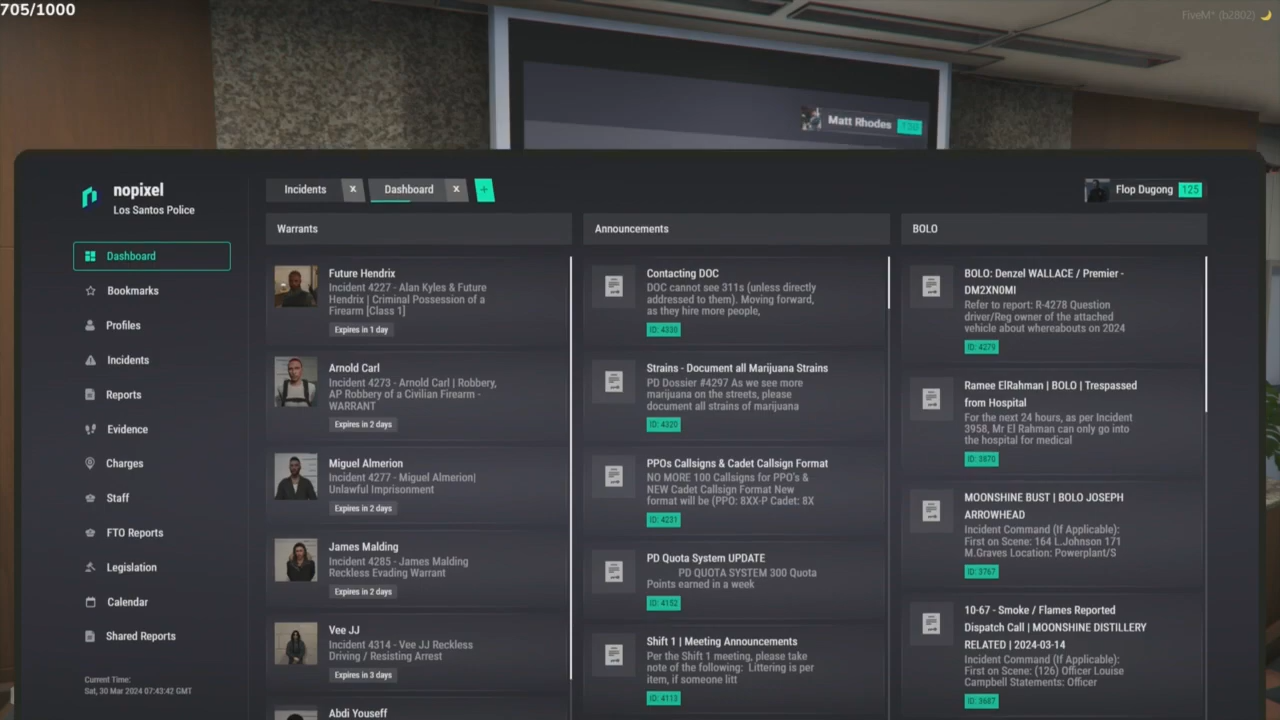 705/1000
FiveM* (b2802)
Matt Rhodes
nopixel
Los Santos Police
Incidents x
Dashboard x
+
Flop Dugong 125
Dashboard
Bookmarks
Profiles
Incidents
Reports
Evidence
Charges
Staff
FTO Reports
Legislation
Calendar
Shared Reports
Current Time:
Sat, 30 Mar 2024 07:43:42 GMT
Warrants
Future Hendrix
Incident 4227 - Alan Kyles & Future
Hendrix | Criminal Possession of a
Firearm [Class 1]
Expires in 1 day
Arnold Carl
Incident 4273 - Arnold Carl | Robbery,
AP Robbery of a Civilian Firearm -
WARRANT
Expires in 2 days
Miguel Almerion
Incident 4277 - Miguel Almerion|
Unlawful Imprisonment
Expires in 2 days
James Malding
Incident 4285 - James Malding
Reckless Evading Warrant
Expires in 2 days
Vee JJ
Incident 4314 - Vee JJ Reckless
Driving / Resisting Arrest
Expires in 3 days
Abdi Youseff
Announcements
Contacting DOC
DOC cannot see 311s (unless directly
addressed to them). Moving forward,
as they hire more people,
ID: 4330
Strains - Document all Marijuana Strains
PD Dossier #4297 As we see more
marijuana on the streets, please
document all strains of marijuana
ID: 4320
PPOs Callsigns & Cadet Callsign Format
NO MORE 100 Callsigns for PPO's &
NEW Cadet Callsign Format New
format will be (PPO: 8XX-P Cadet: 8X
ID: 4231
PD Quota System UPDATE
PD QUOTA SYSTEM 300 Quota
Points earned in a week
ID: 4152
Shift 1 | Meeting Announcements
Per the Shift 1 meeting, please take
note of the following: Littering is per
item, if someone litt
ID: 4113
BOLO
BOLO: Denzel WALLACE / Premier -
DM2XN0MI
Refer to report: R-4278 Question
driver/Reg owner of the attached
vehicle about whereabouts on 2024
ID: 4279
Ramee ElRahman | BOLO | Trespassed
from Hospital
For the next 24 hours, as per Incident
3958, Mr El Rahman can only go into
the hospital for medical
ID: 3870
MOONSHINE BUST | BOLO JOSEPH
ARROWHEAD
Incident Command (If Applicable):
First on Scene: 164 L.Johnson 171
M.Graves Location: Powerplant/S
ID: 3767
10-67 - Smoke / Flames Reported
Dispatch Call | MOONSHINE DISTILLERY
RELATED | 2024-03-14
Incident Command (If Applicable):
First on Scene: (126) Officer Louise
Campbell Statements: Officer
ID: 3687